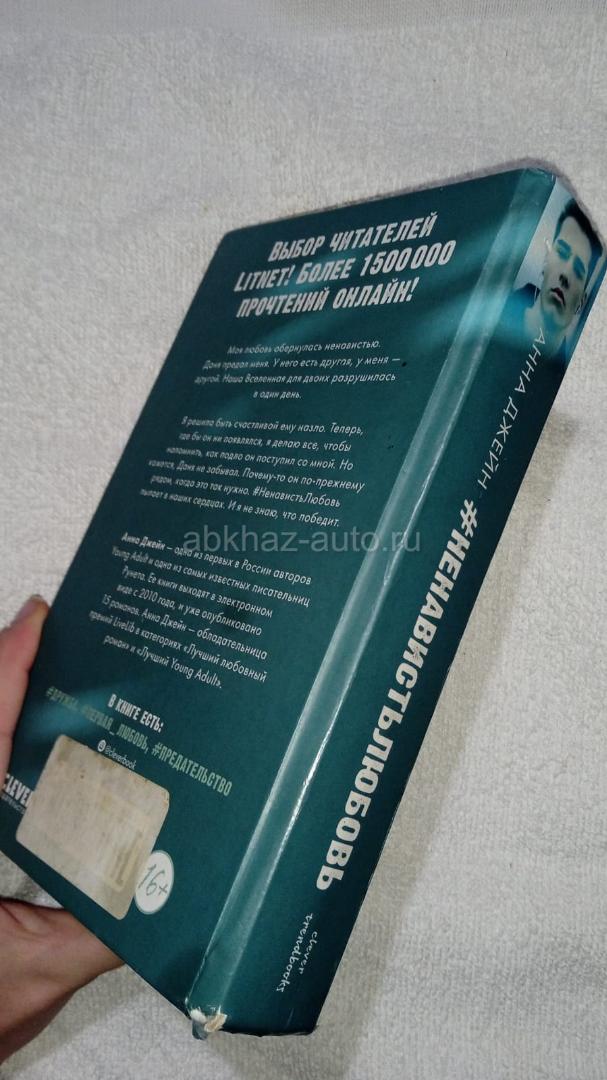 ВЫБОР ЧИТАТЕЛЕЙ
LITNET! БОЛЕЕ 1500000
ПРОЧТЕНИЙ ОНЛАЙН!
Моя любовь обернулась ненавистью.
Даня предал меня. У него есть другая, у меня —
другой. Наша Вселенная для двоих разрушилась
в один день.
Я решила быть счастливой ему назло. Теперь,
где бы он ни появлялся, я делаю все, чтобы
напомнить, как подло он поступил со мной. Но
кажется, Даня не забывал. Почему-то он по-прежнему
рядом, когда это так нужно. #НенавистьЛюбовь
пылает в наших сердцах. И я не знаю, что победит.
abkhaz-auto.ru
Анна Джейн — одна из первых в России авторов
Young Adult и одна из самых известных писательниц
Рунета. Ее книги выходят в электронном
виде с 2010 года, и уже опубликовано
15 романов. Анна Джейн — обладательница
премий LiveLib в категориях «Лучший любовный
роман» и «Лучший Young Adult».
В КНИГЕ ЕСТЬ:
#ДРУЖБА, #ПЕРВАЯ_ЛЮБОВЬ, #ПРЕДАТЕЛЬСТВО
@cleverbook
CLEVER
16+
АННА ДЖЕЙН
#НЕНАВИСТЬЛЮБОВЬ
clever
trendbooks